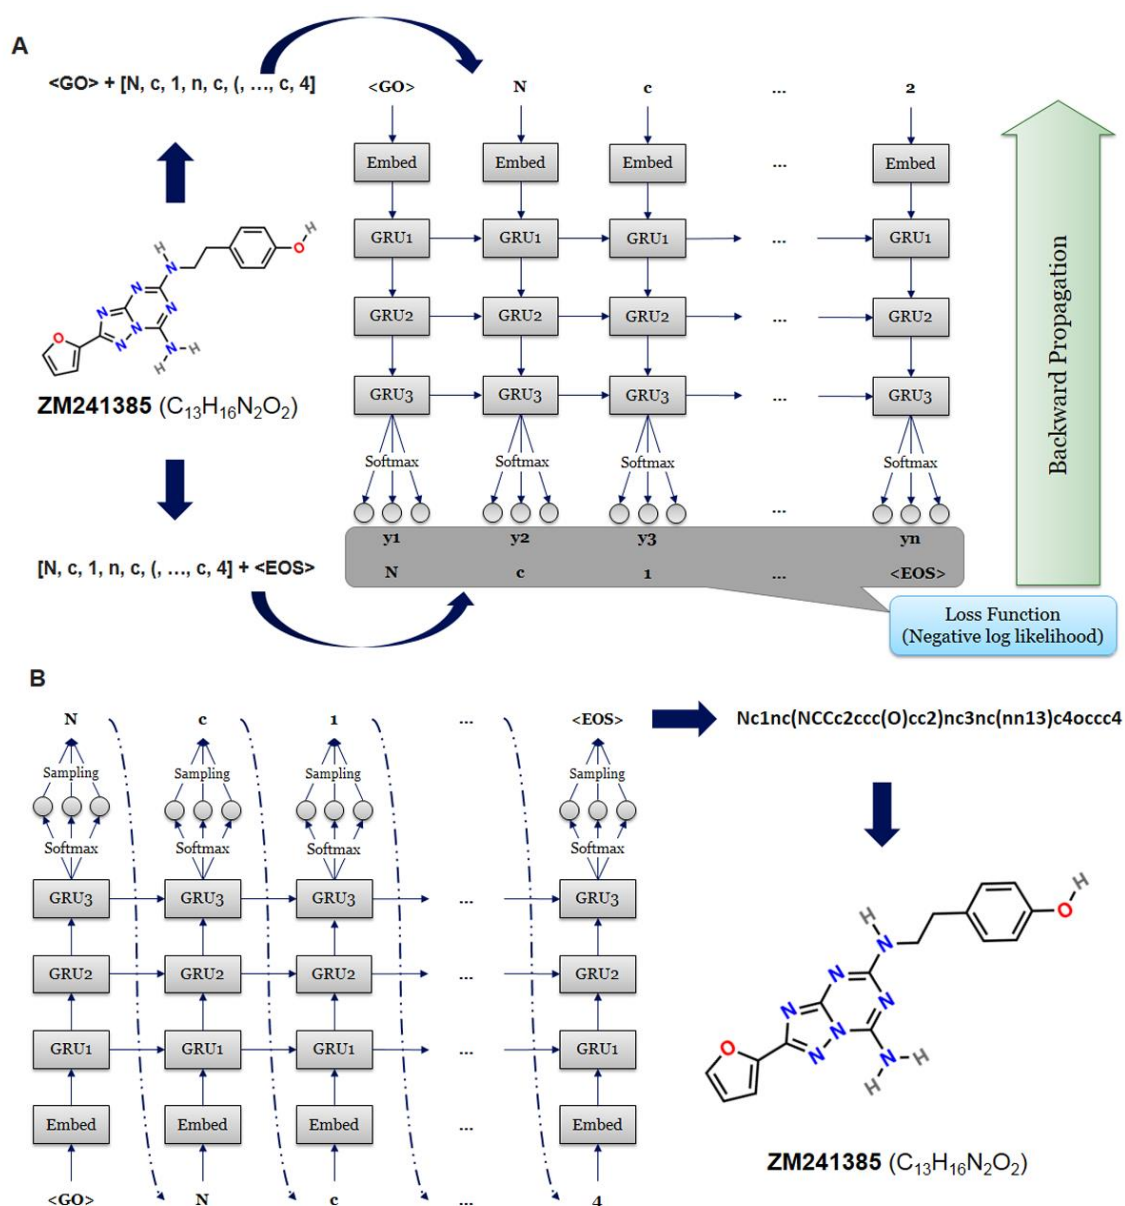 A
<GO> + [N, c, 1, n, c, (, ..., c, 4]
<GO> N c ... 2
Embed Embed Embed ... Embed
GRU1 GRU1 GRU1 ... GRU1
GRU2 GRU2 GRU2 ... GRU2
GRU3 GRU3 GRU3 ... GRU3
Softmax Softmax Softmax Softmax
...
y1 y2 y3 yn
N c 1 ... <EOS>
H
N
O
H
N
N
N
N
N
N
O
N
H
H
ZM241385 (C₁₃H₁₆N₂O₂)
[N, c, 1, n, c, (, ..., c, 4] + <EOS>
Backward Propagation
Loss Function
(Negative log likelihood)
B
N c 1 ... <EOS>
Sampling Sampling Sampling Sampling
Softmax Softmax Softmax Softmax
GRU3 GRU3 GRU3 ... GRU3
GRU2 GRU2 GRU2 ... GRU2
GRU1 GRU1 GRU1 ... GRU1
Embed Embed Embed ... Embed
<GO> N c ... 4
Nc1nc(NCCc2ccc(O)cc2)nc3nc(nn13)c4occc4
H
O
H
N
N
N
N
N
N
O
N
N
H
H
ZM241385 (C₁₃H₁₆N₂O₂)